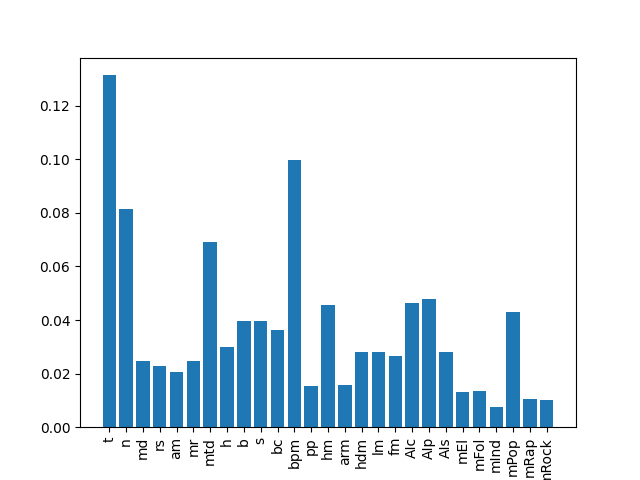 0.12
0.10
0.08
0.06
0.04
0.02
0.00
t
n
md
rs
am
mr
mtd
h
b
s
bc
bpm
pp
hm
arm
hdm
lm
fm
Alc
Alp
Als
mEl
mFol
mInd
mPop
mRap
mRock